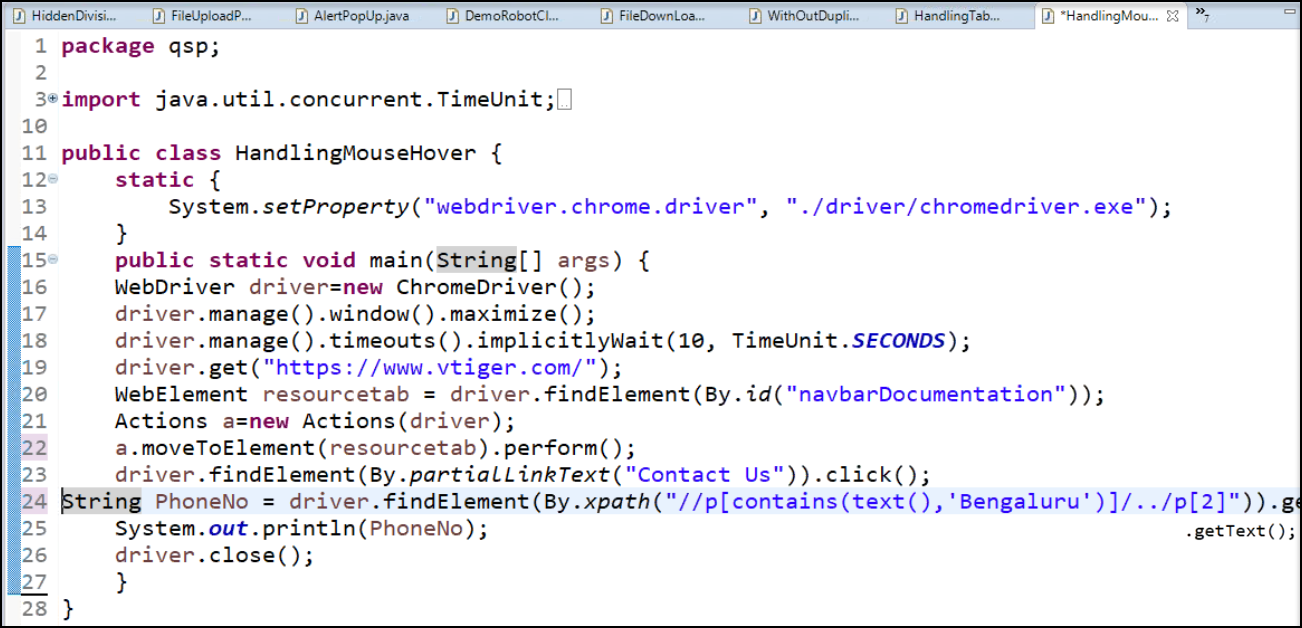 HiddenDivisi... FileUploadP... AlertPopUp.java DemoRobotCl... FileDownLoa... WithOutDupli... HandlingTab... *HandlingMou... »7
1 package qsp;
2
3 import java.util.concurrent.TimeUnit;
10
11 public class HandlingMouseHover {
12 static {
13 System.setProperty("webdriver.chrome.driver", "./driver/chromedriver.exe");
14 }
15 public static void main(String[] args) {
16 WebDriver driver=new ChromeDriver();
17 driver.manage().window().maximize();
18 driver.manage().timeouts().implicitlyWait(10, TimeUnit.SECONDS);
19 driver.get("https://www.vtiger.com/");
20 WebElement resourcetab = driver.findElement(By.id("navbarDocumentation"));
21 Actions a=new Actions(driver);
22 a.moveToElement(resourcetab).perform();
23 driver.findElement(By.partialLinkText("Contact Us")).click();
24 String PhoneNo = driver.findElement(By.xpath("//p[contains(text(),'Bengaluru')]/../p[2]")).ge
25 System.out.println(PhoneNo); .getText();
26 driver.close();
27 }
28 }